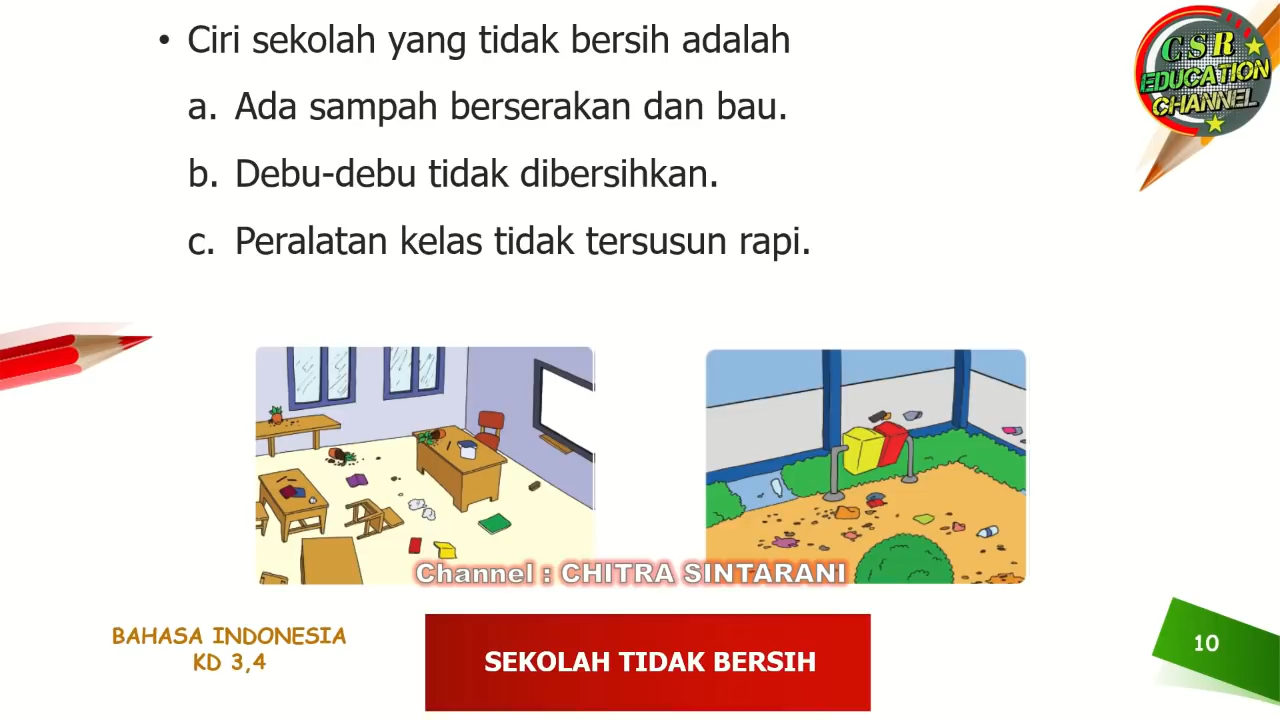 • Ciri sekolah yang tidak bersih adalah
a. Ada sampah berserakan dan bau.
b. Debu-debu tidak dibersihkan.
c. Peralatan kelas tidak tersusun rapi.
CSR
EDUCATION
CHANNEL
Channel : CHITRA SINTARANI
BAHASA INDONESIA
KD 3,4
SEKOLAH TIDAK BERSIH
10